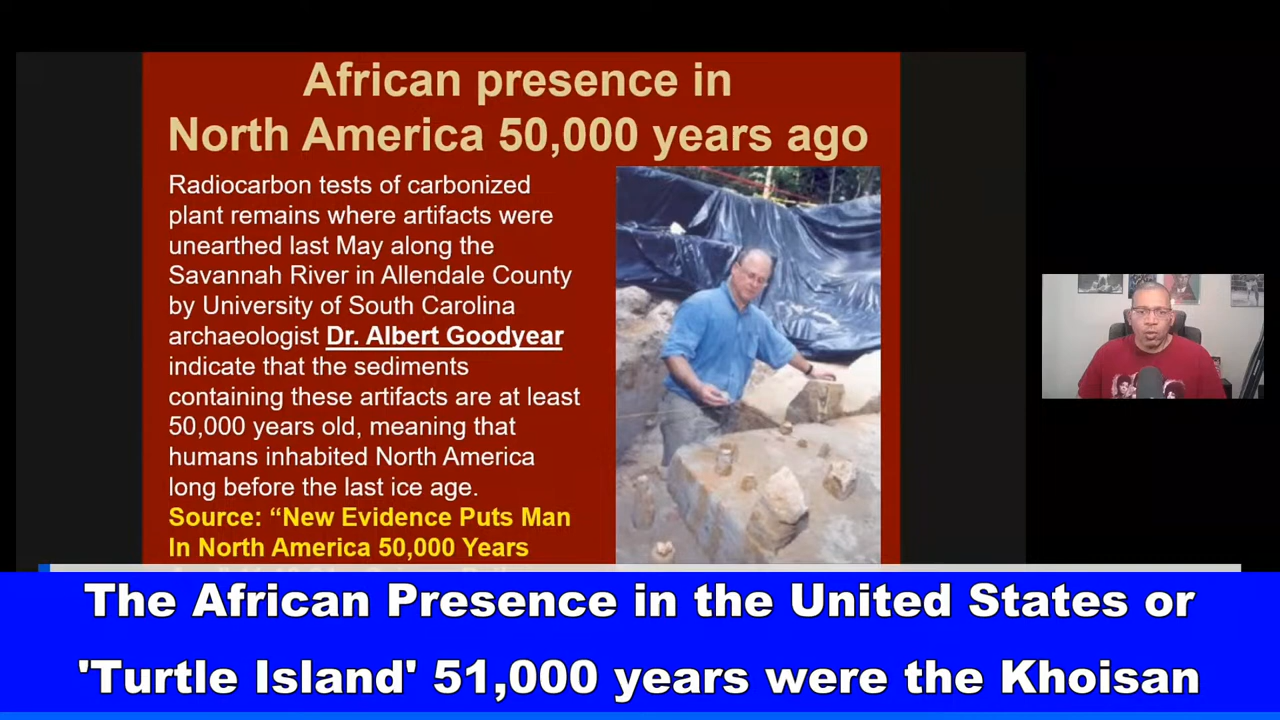 African presence in
North America 50,000 years ago
Radiocarbon tests of carbonized
plant remains where artifacts were
unearthed last May along the
Savannah River in Allendale County
by University of South Carolina
archaeologist Dr. Albert Goodyear
indicate that the sediments
containing these artifacts are at least
50,000 years old, meaning that
humans inhabited North America
long before the last ice age.
Source: “New Evidence Puts Man
In North America 50,000 Years
The African Presence in the United States or
'Turtle Island' 51,000 years were the Khoisan